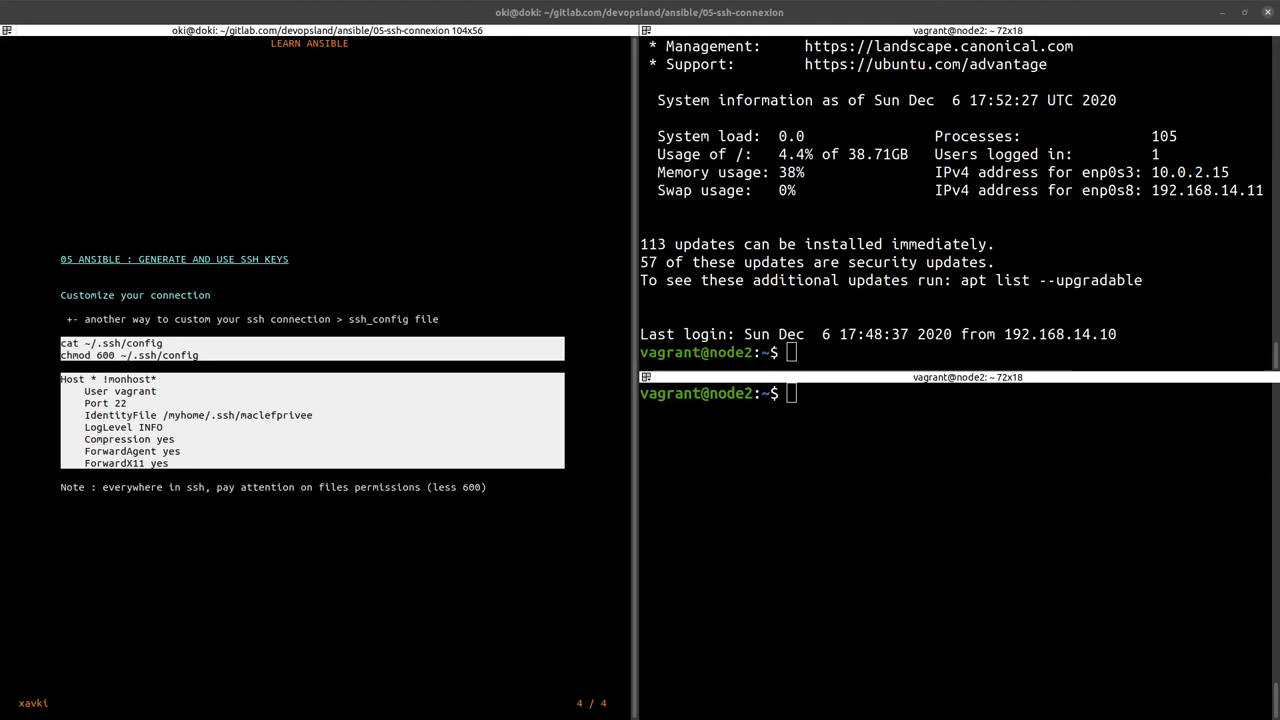 oki@doki: ~/gitlab.com/devopsland/ansible/05-ssh-connexion
oki@doki: ~/gitlab.com/devopsland/ansible/05-ssh-connexion 104x56
LEARN ANSIBLE
05 ANSIBLE : GENERATE AND USE SSH KEYS
Customize your connection
+- another way to custom your ssh connection > ssh_config file
cat ~/.ssh/config
chmod 600 ~/.ssh/config
Host * !monhost*
    User vagrant
    Port 22
    IdentityFile /myhome/.ssh/maclefprivee
    LogLevel INFO
    Compression yes
    ForwardAgent yes
    ForwardX11 yes
Note : everywhere in ssh, pay attention on files permissions (less 600)
xavki
4 / 4
vagrant@node2: ~ 72x18
* Management:     https://landscape.canonical.com
* Support:        https://ubuntu.com/advantage
System information as of Sun Dec  6 17:52:27 UTC 2020
System load:  0.0               Processes:               105
Usage of /:   4.4% of 38.71GB   Users logged in:         1
Memory usage: 38%               IPv4 address for enp0s3: 10.0.2.15
Swap usage:   0%                IPv4 address for enp0s8: 192.168.14.11
113 updates can be installed immediately.
57 of these updates are security updates.
To see these additional updates run: apt list --upgradable
Last login: Sun Dec  6 17:48:37 2020 from 192.168.14.10
vagrant@node2:~$
vagrant@node2: ~ 72x18
vagrant@node2:~$